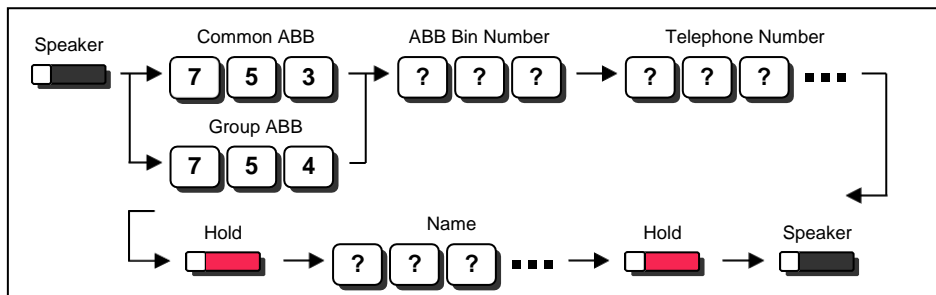 Speaker
Common ABB
ABB Bin Number
Telephone Number
7 5 3
? ? ?
? ? ?
Group ABB
7 5 4
Hold
Name
Hold
Speaker
? ? ?